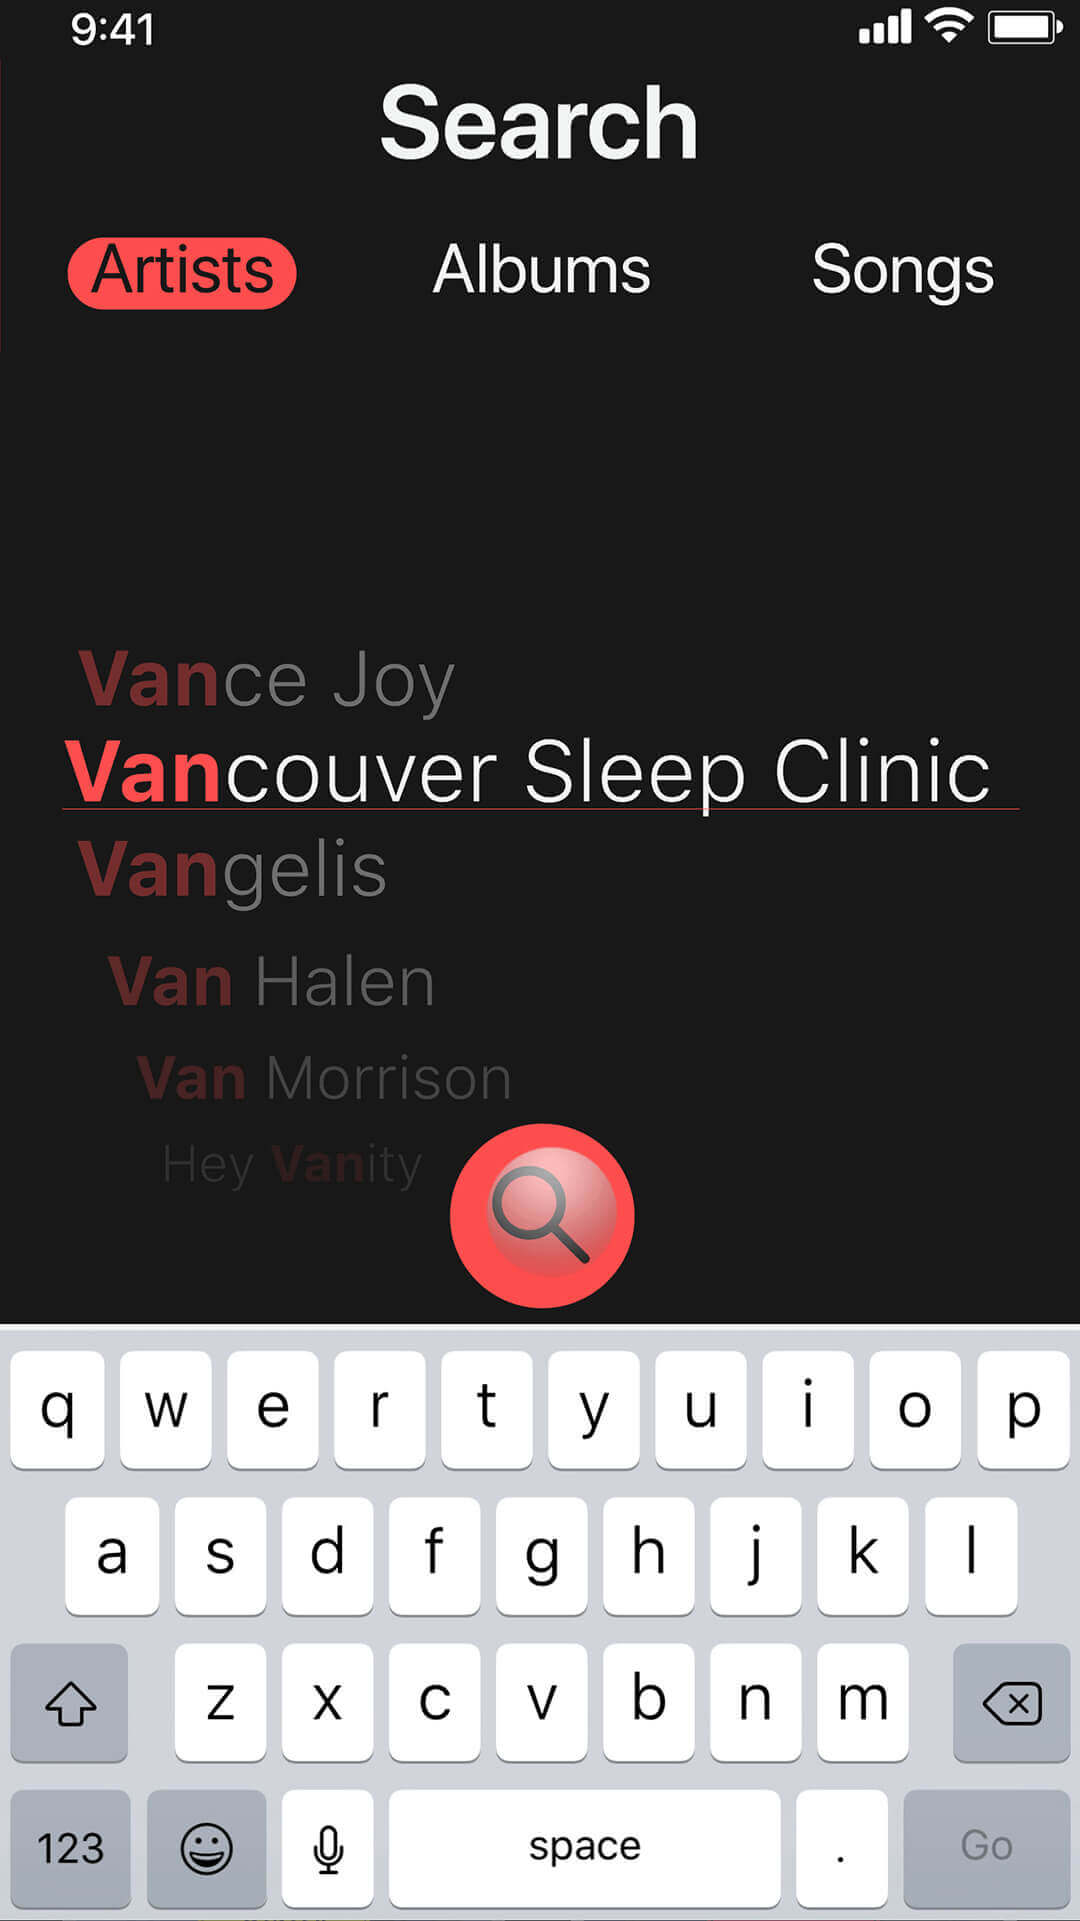 9:41
Search
Artists Albums Songs
Vance Joy
Vancouver Sleep Clinic
Vangelis
Van Halen
Van Morrison
Hey Vanity
q w e r t y u i o p
a s d f g h j k l
z x c v b n m
123 space . Go